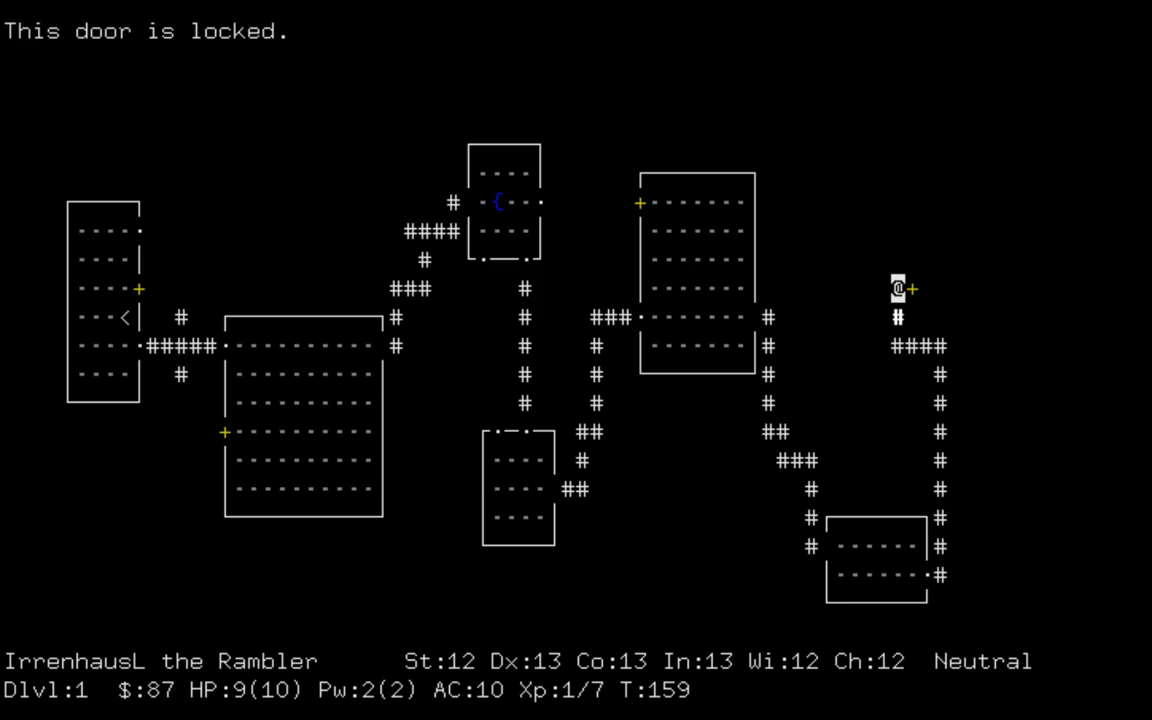 This door is locked.
IrrenhausL the Rambler St:12 Dx:13 Co:13 In:13 Wi:12 Ch:12 Neutral
Dlvl:1 $:87 HP:9(10) Pw:2(2) AC:10 Xp:1/7 T:159